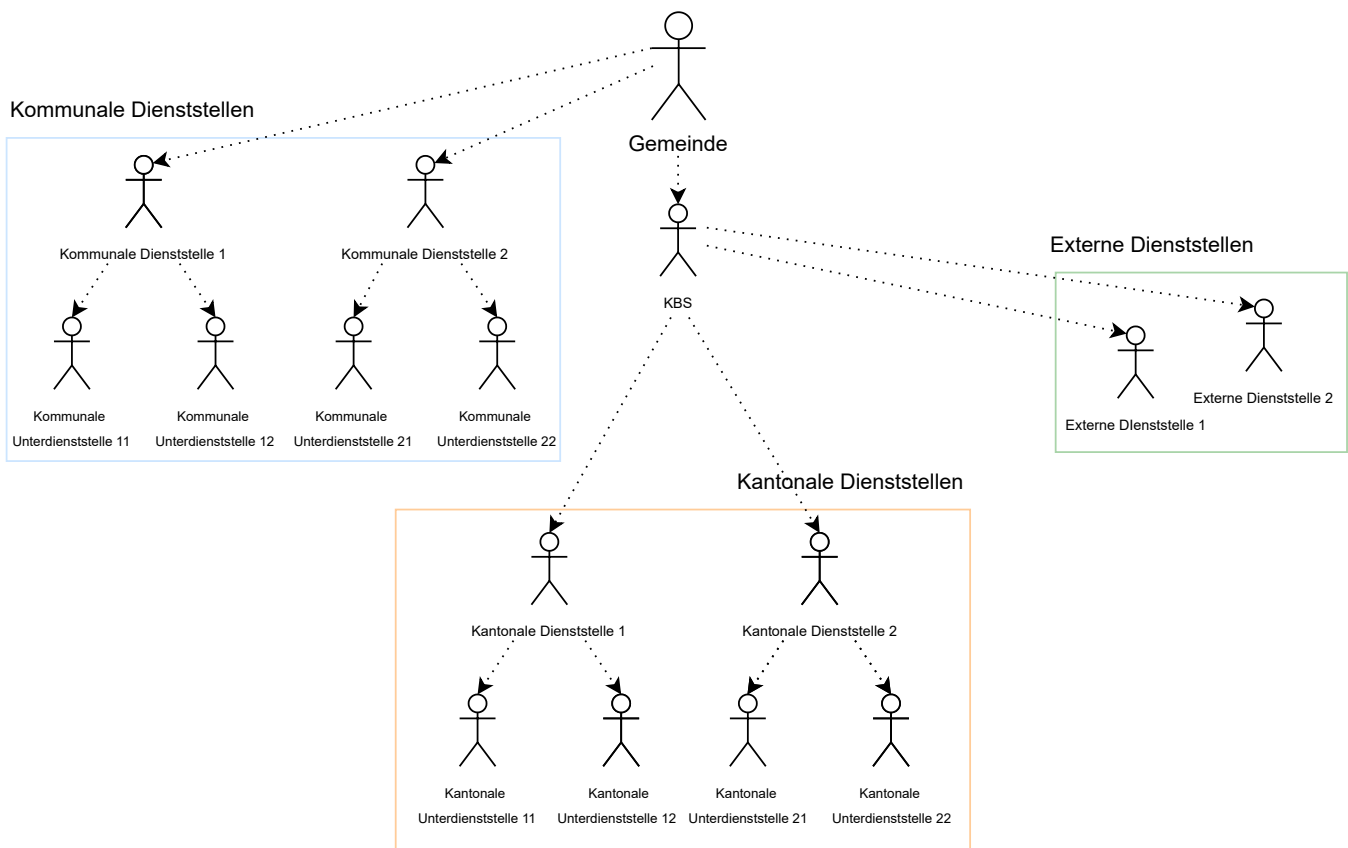 Kommunale Dienststellen
Gemeinde
Kommunale Dienststelle 1
Kommunale Dienststelle 2
Externe Dienststellen
KBS
Kommunale
Unterdienststelle 11
Kommunale
Unterdienststelle 12
Kommunale
Unterdienststelle 21
Kommunale
Unterdienststelle 22
Externe Dienststelle 2
Externe DIenststelle 1
Kantonale Dienststellen
Kantonale Dienststelle 1
Kantonale Dienststelle 2
Kantonale
Unterdienststelle 11
Kantonale
Unterdienststelle 12
Kantonale
Unterdienststelle 21
Kantonale
Unterdienststelle 22